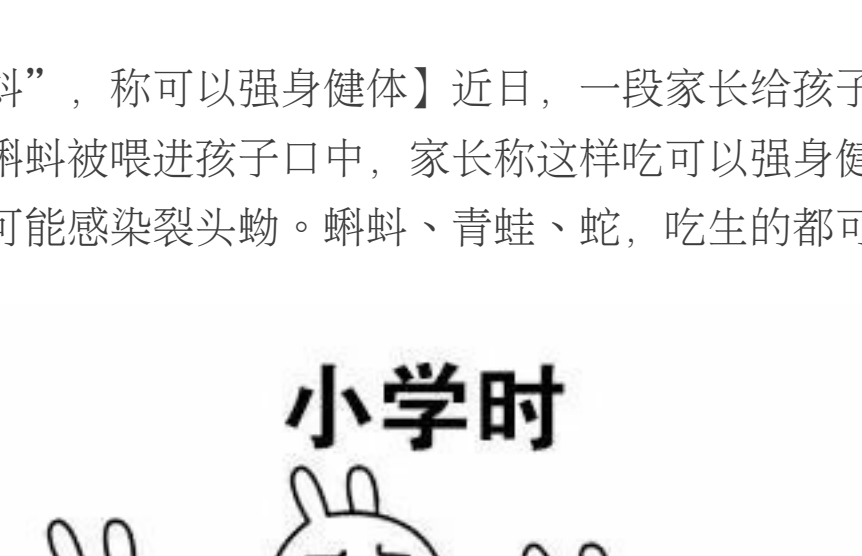 蚪”，称可以强身健体】近日，一段家长给孩子
蝌蚪被喂进孩子口中，家长称这样吃可以强身健
可能感染裂头蚴。蝌蚪、青蛙、蛇，吃生的都可
小学时